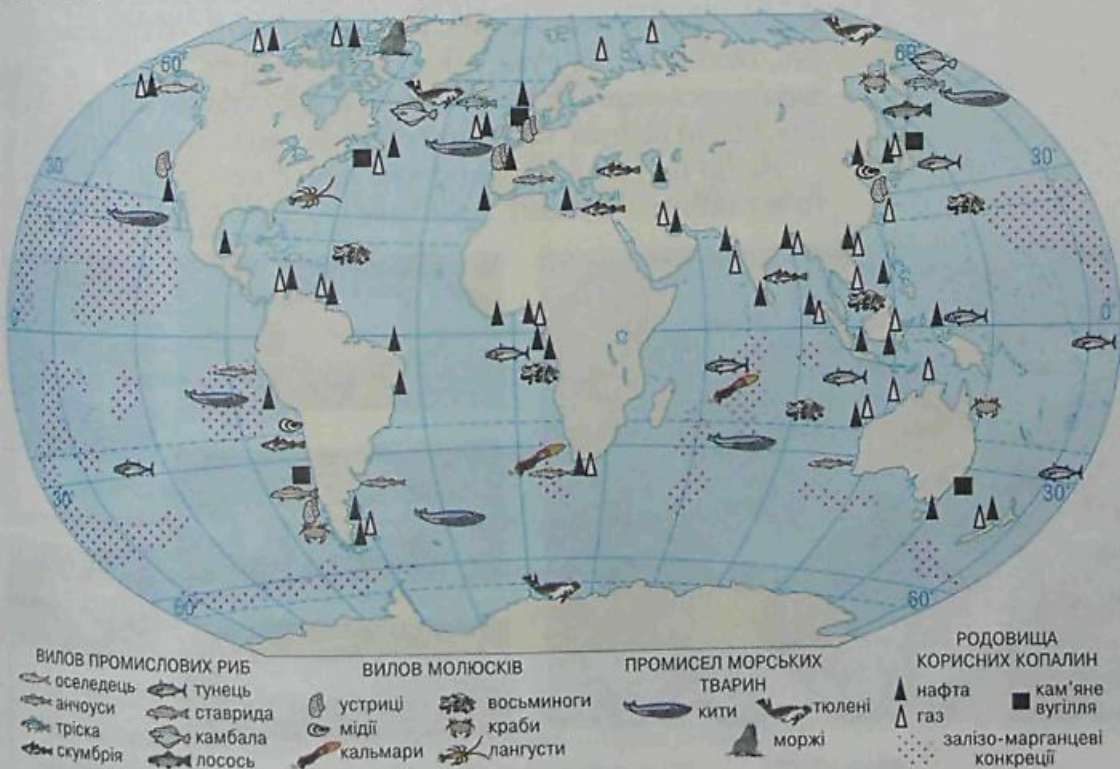 60°
60°
30
30°
0
30°
30°
60°
60°
ВИЛОВ ПРОМИСЛОВИХ РИБ
оселедець
анчоуси
тріска
скумбрія
тунець
ставрида
камбала
лосось
ВИЛОВ МОЛЮСКІВ
устриці
мідії
кальмари
восьминоги
краби
лангусти
ПРОМИСЕЛ МОРСЬКИХ
ТВАРИН
кити
тюлені
моржі
РОДОВИЩА
КОРИСНИХ КОПАЛИН
нафта
газ
кам'яне
вугілля
залізо-марганцеві
конкреції